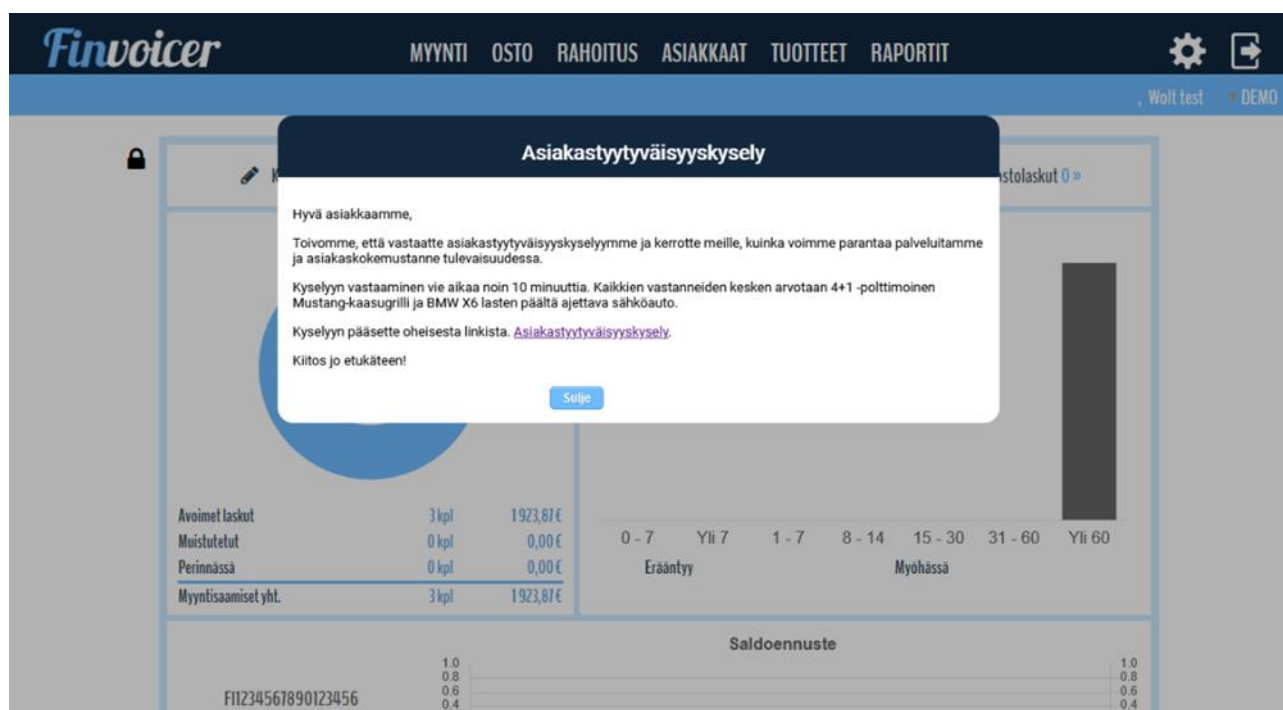 Finvoicer
MYYNTI OSTO RAHOITUS ASIAKKAAT TUOTTEET RAPORTIT
, Wolt test DEMO
Asiakastyytyväisyyskysely
stolaskut 0 »
Hyvä asiakkaamme,
Toivomme, että vastaatte asiakastyytyväisyyskyselyymme ja kerrotte meille, kuinka voimme parantaa palveluitamme
ja asiakaskokemustanne tulevaisuudessa.
Kyselyyn vastaaminen vie aikaa noin 10 minuuttia. Kaikkien vastanneiden kesken arvotaan 4+1 -polttimoinen
Mustang-kaasugrilli ja BMW X6 lasten päältä ajettava sähköauto.
Kyselyyn pääsette oheisesta linkista. Asiakastyytyväisyyskysely.
Kiitos jo etukäteen!
Sulje
Avoimet laskut 3 kpl 1 923,87 €
Muistutetut 0 kpl 0,00 €
Perinnässä 0 kpl 0,00 €
Myyntisaamiset yht. 3 kpl 1 923,87 €
0 - 7 Yli 7 1 - 7 8 - 14 15 - 30 31 - 60 Yli 60
Erääntyy Myöhässä
Saldoennuste
1.0 1.0
0.8 0.8
0.6 0.6
0.4 0.4
FI1234567890123456